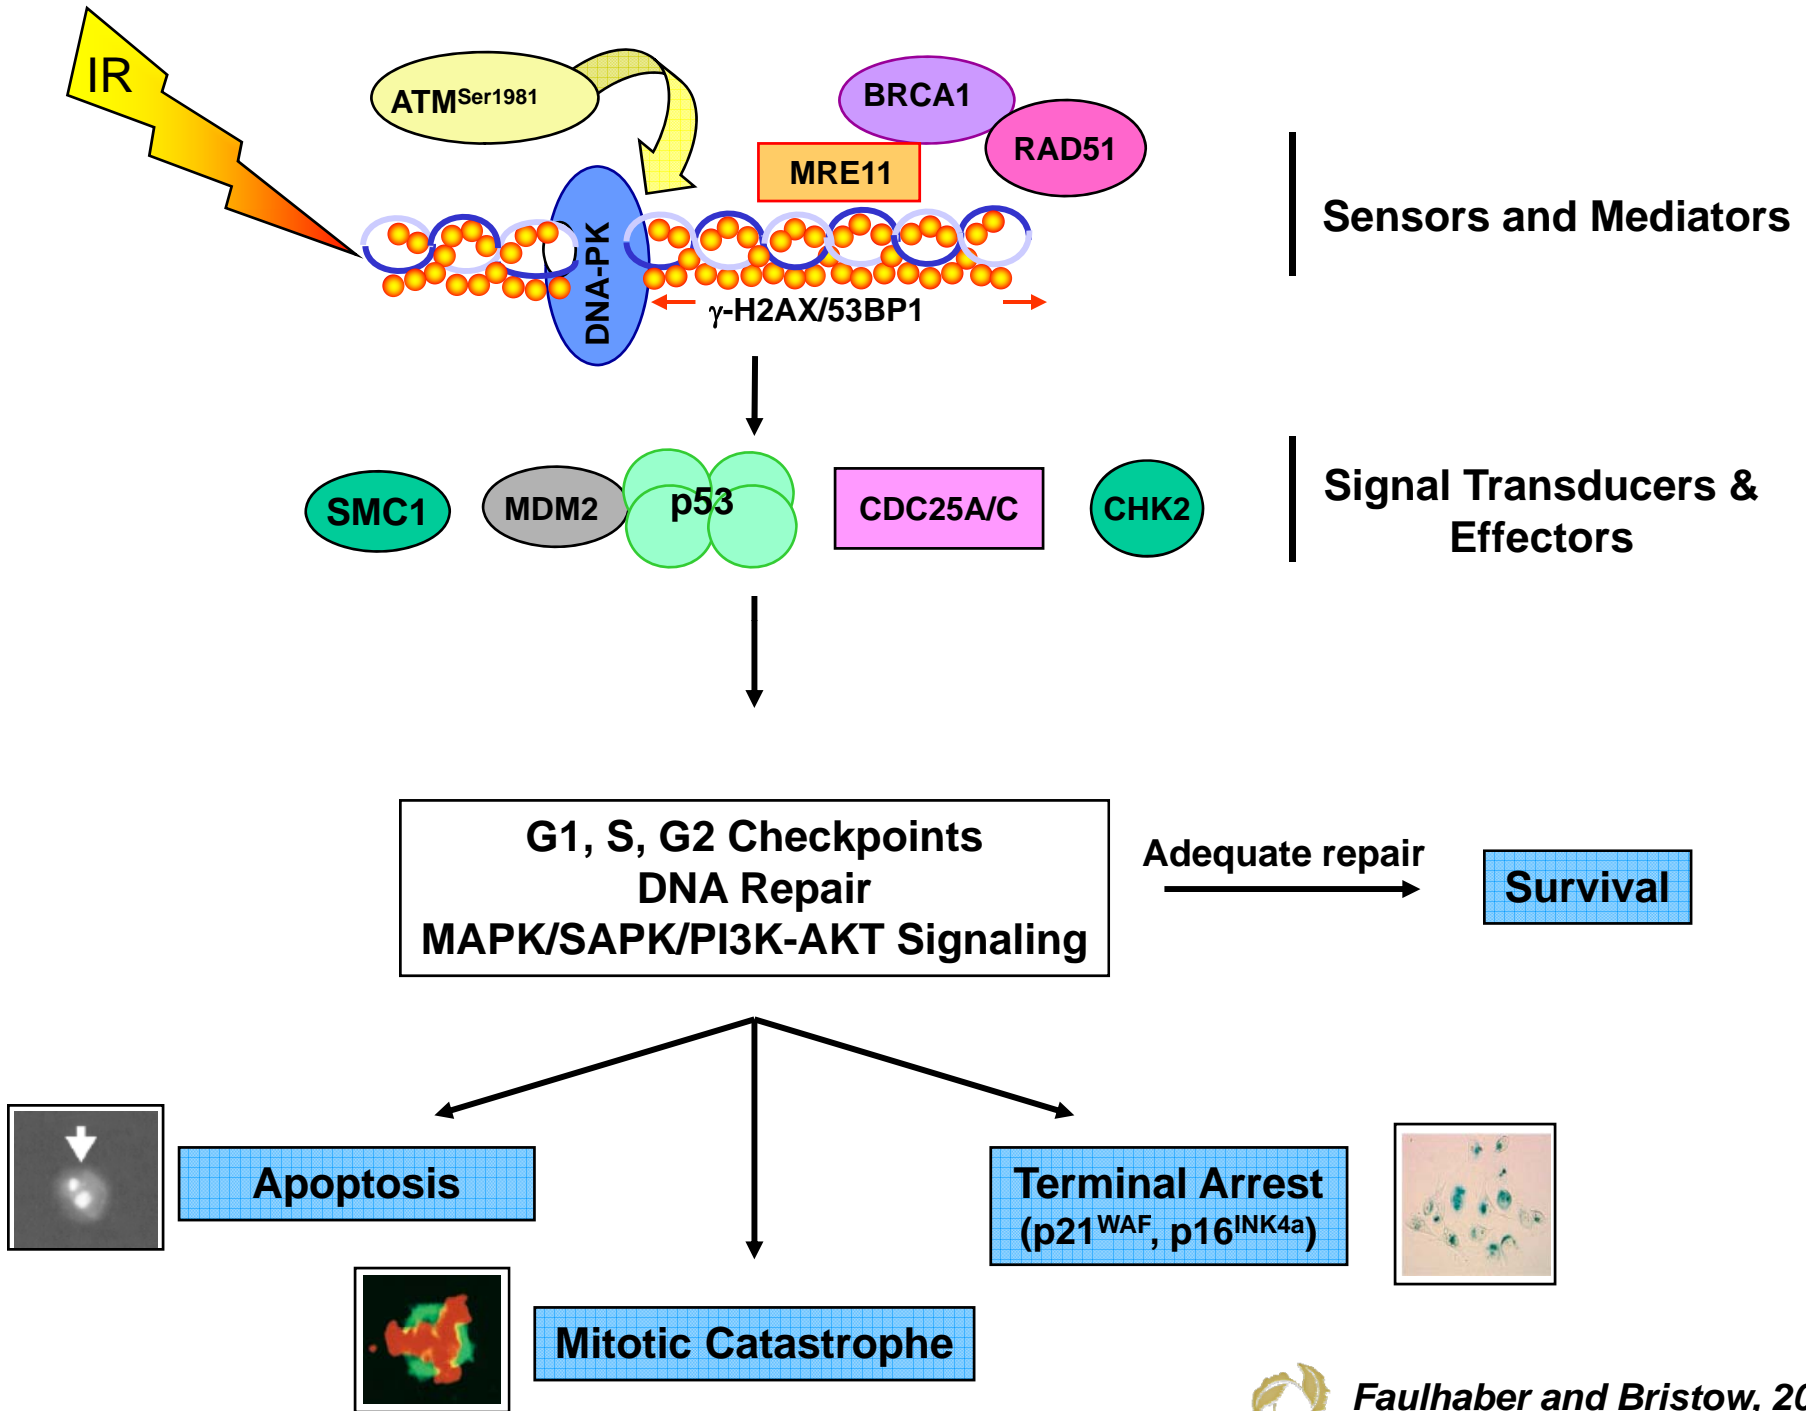 IR
ATMSer1981
BRCA1
RAD51
MRE11
DNA-PK
γ-H2AX/53BP1
Sensors and Mediators
SMC1
MDM2
p53
CDC25A/C
CHK2
Signal Transducers &
Effectors
G1, S, G2 Checkpoints
DNA Repair
MAPK/SAPK/PI3K-AKT Signaling
Adequate repair
Survival
Apoptosis
Terminal Arrest
(p21WAF, p16INK4a)
Mitotic Catastrophe
Faulhaber and Bristow,